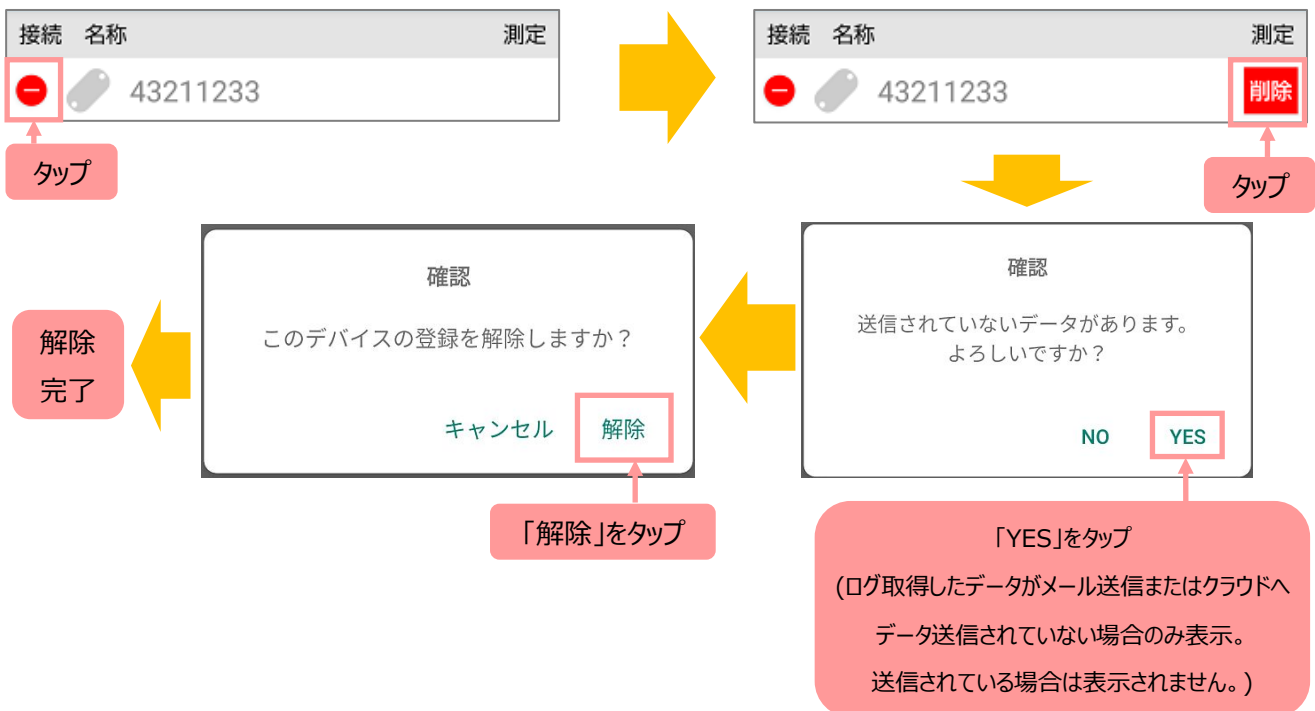 接続 名称 測定
43211233
タップ
接続 名称 測定
43211233 削除
タップ
確認
送信されていないデータがあります。
よろしいですか？
NO YES
「YES」をタップ
(ログ取得したデータがメール送信またはクラウドへ
データ送信されていない場合のみ表示。
送信されている場合は表示されません。)
確認
このデバイスの登録を解除しますか？
キャンセル 解除
「解除」をタップ
解除
完了